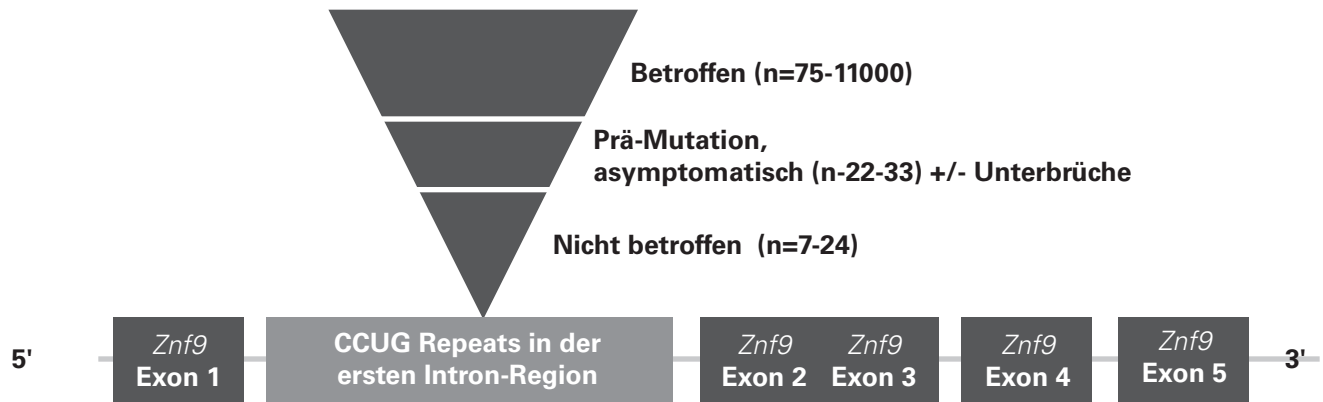 Betroffen (n=75-11000)
Prä-Mutation,
asymptomatisch (n-22-33) +/- Unterbrüche
Nicht betroffen (n=7-24)
5'
Znf9
Exon 1
CCUG Repeats in der
ersten Intron-Region
Znf9
Exon 2
Znf9
Exon 3
Znf9
Exon 4
Znf9
Exon 5
3'